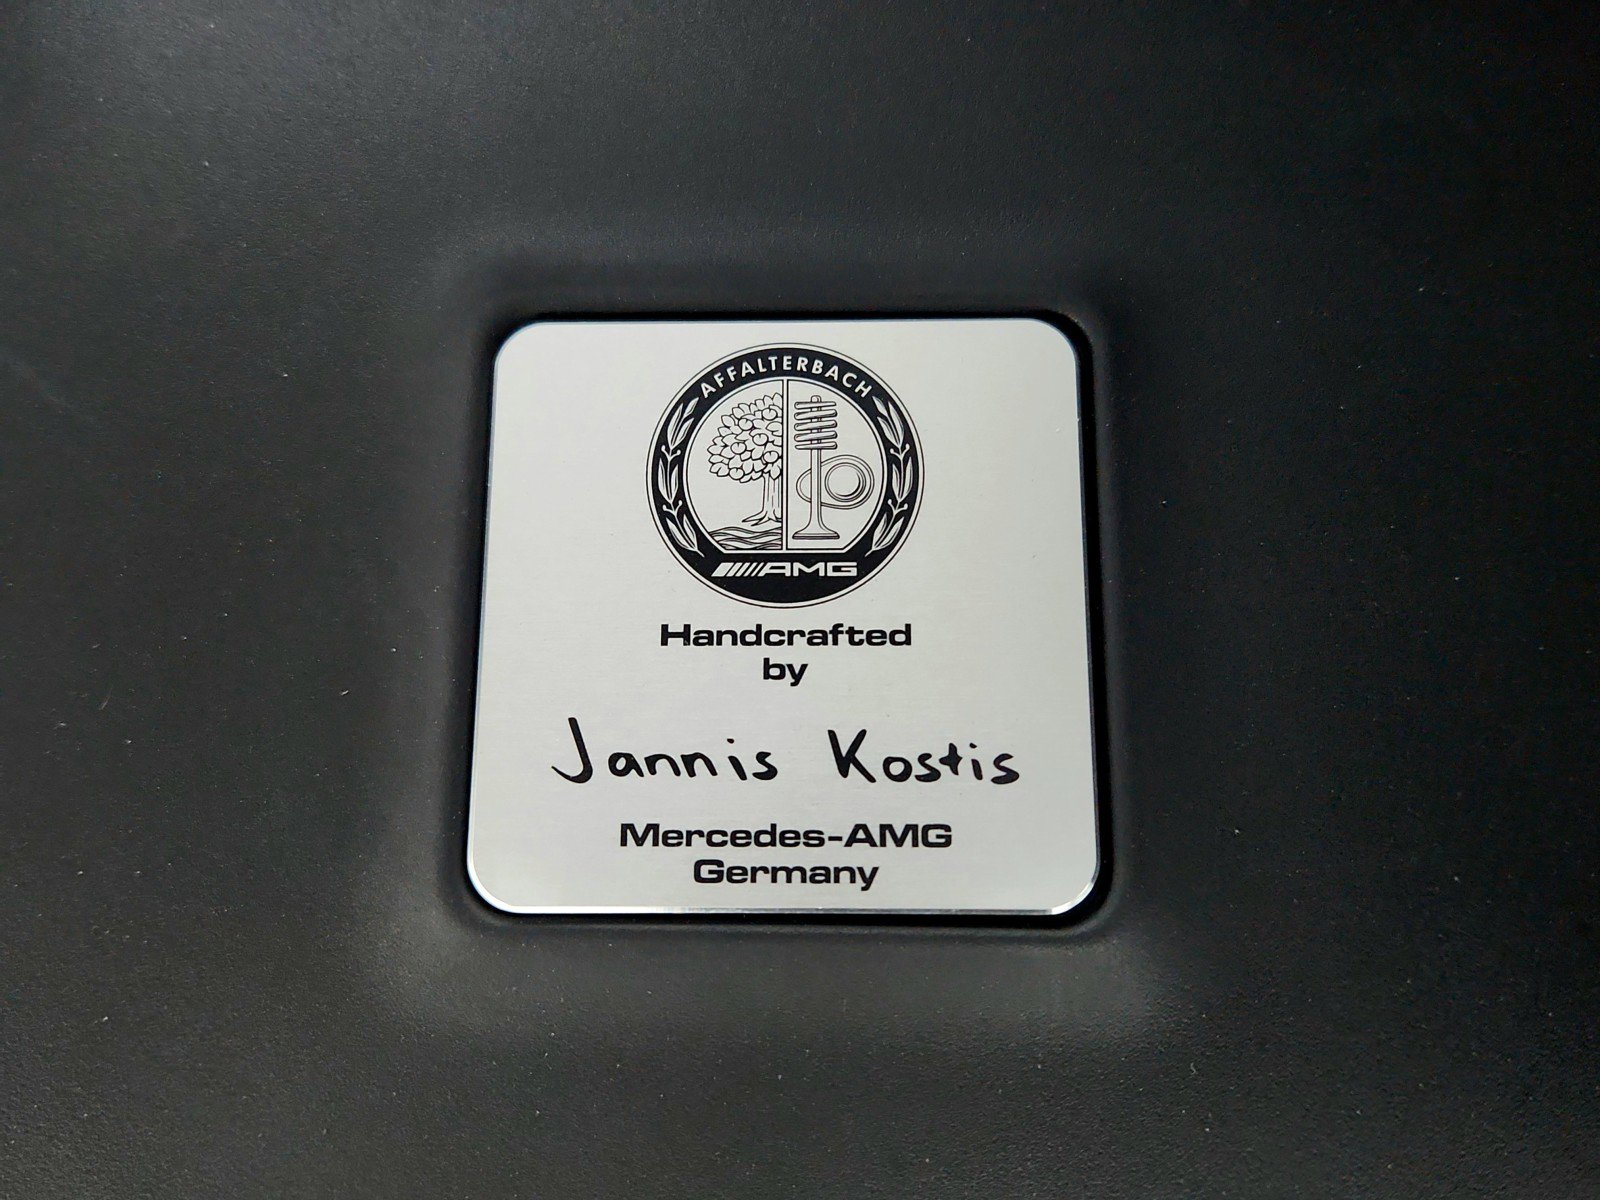 AFFALTERBACH
AMG
Handcrafted
by
Jannis Kostis
Mercedes-AMG
Germany